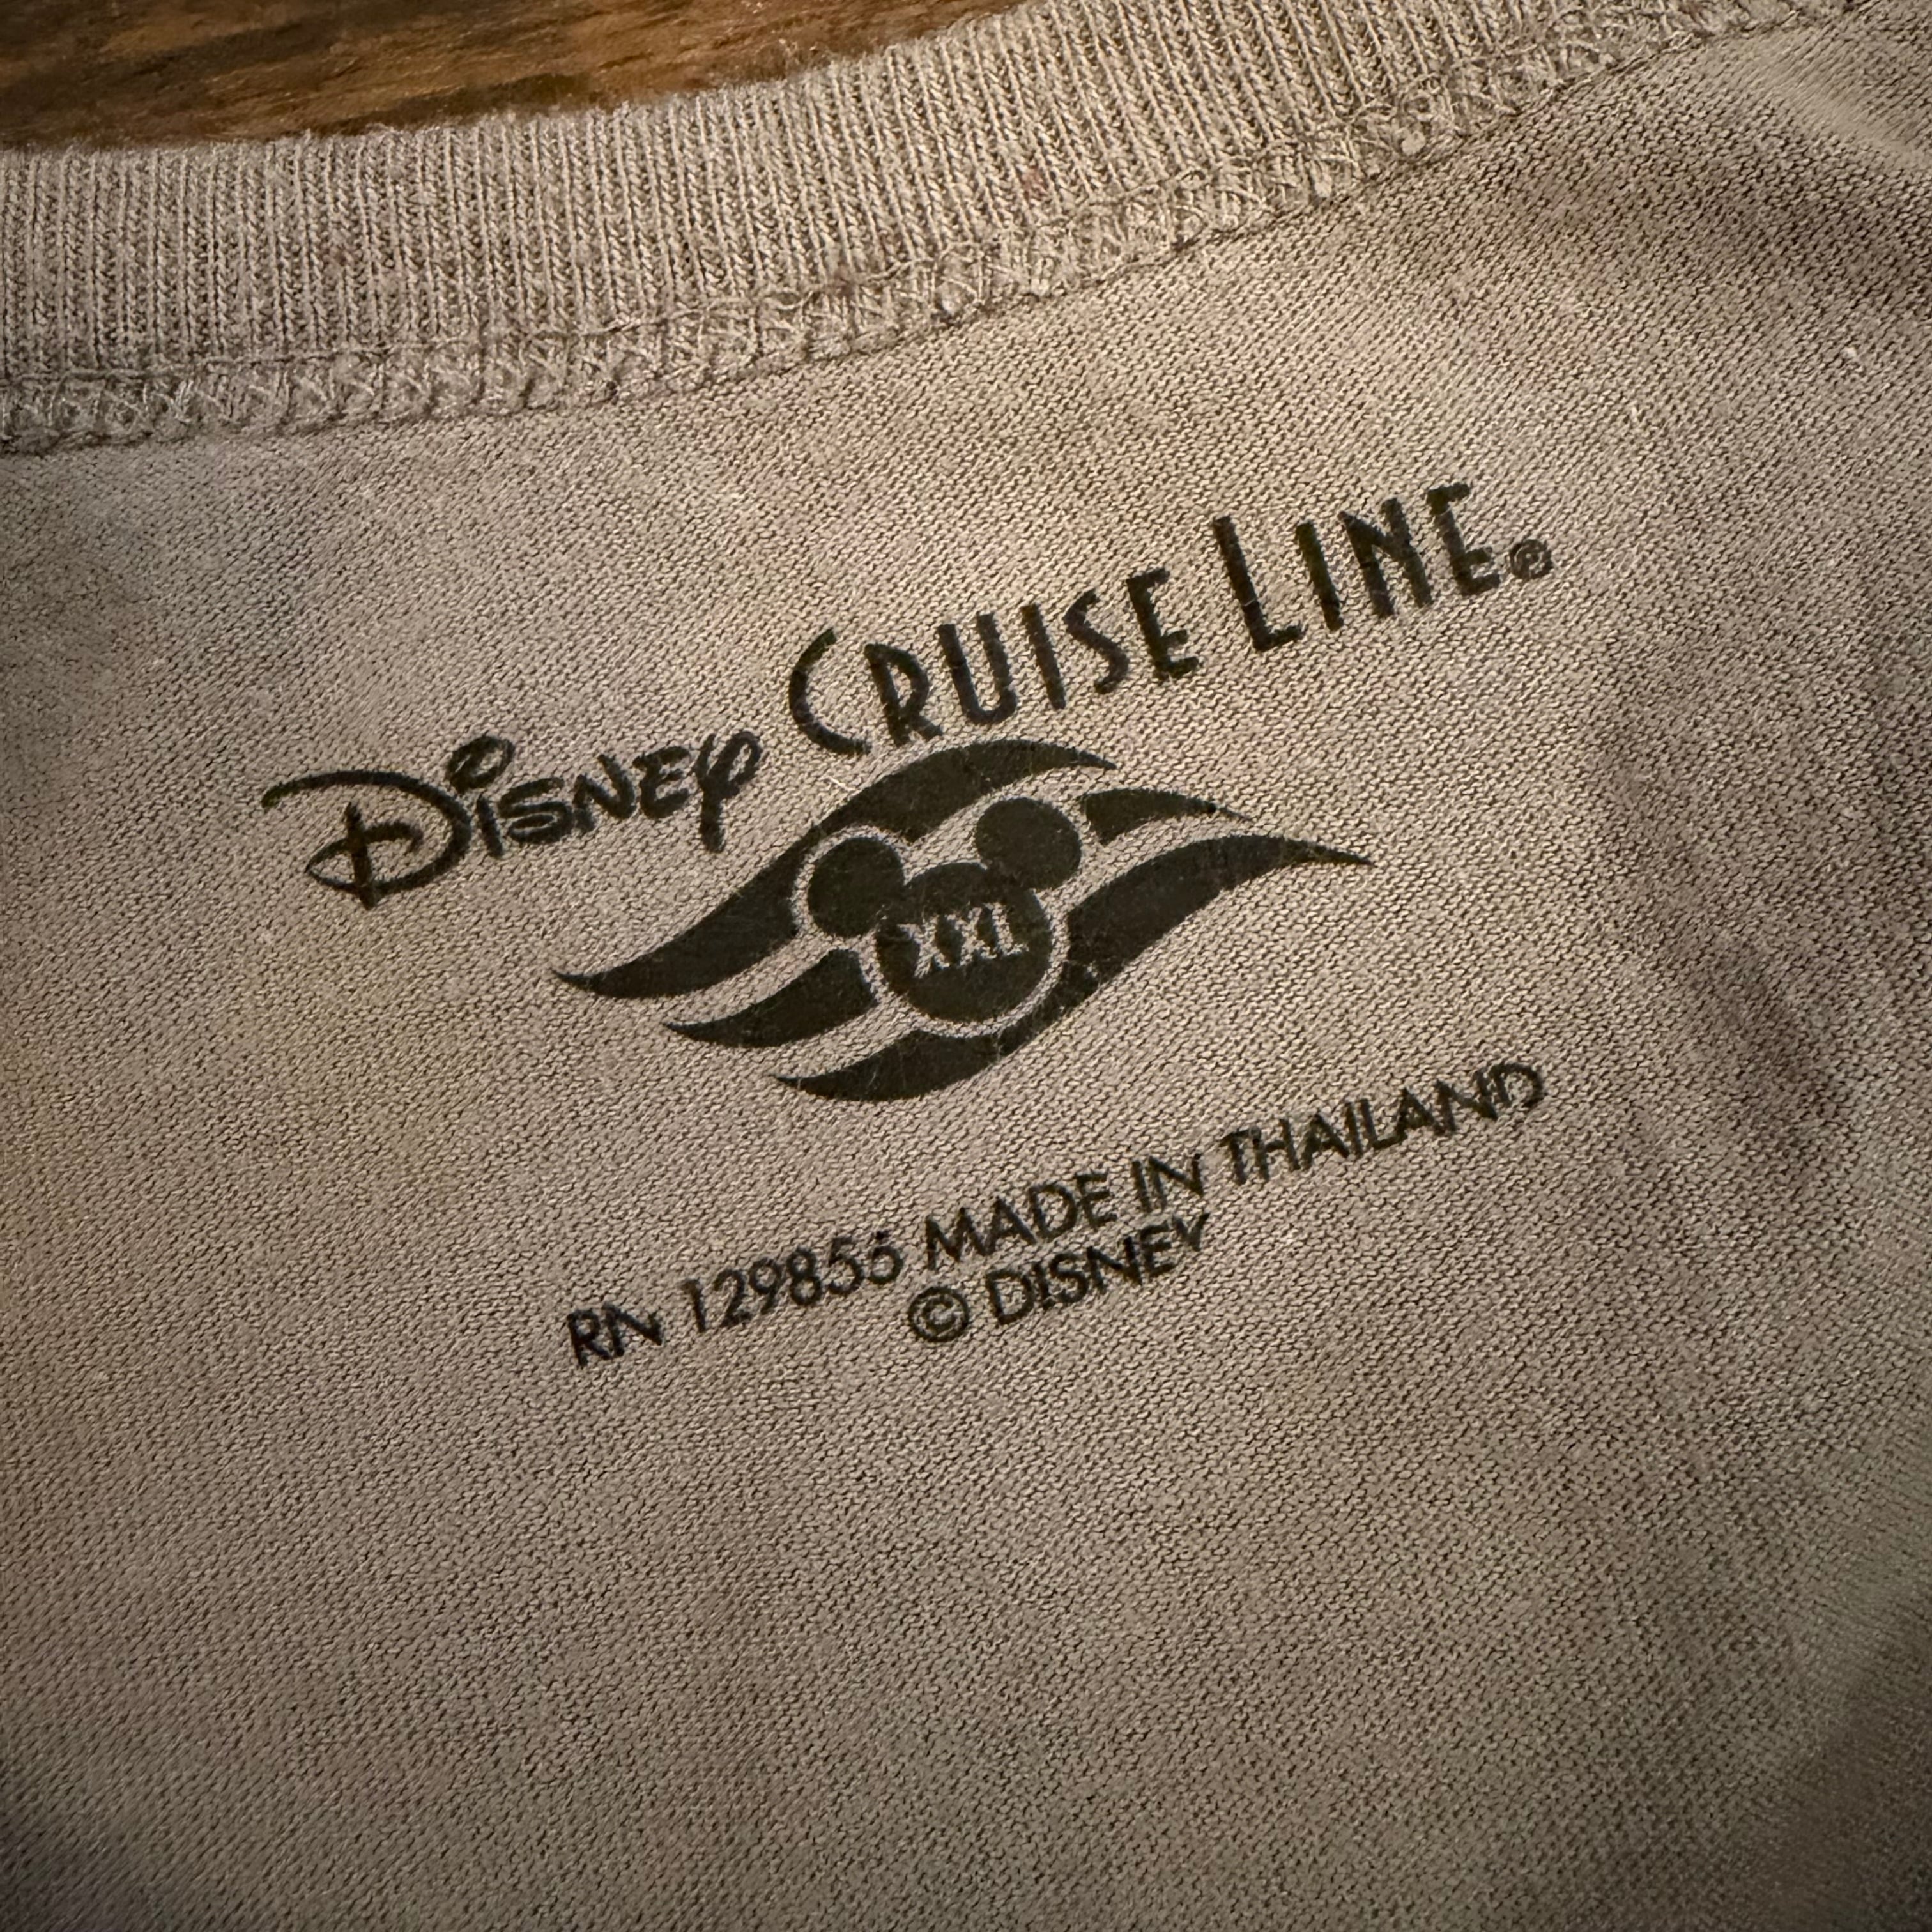 Disney Cruise Line®
XXL
RN 129855 MADE IN THAILAND
© DISNEY